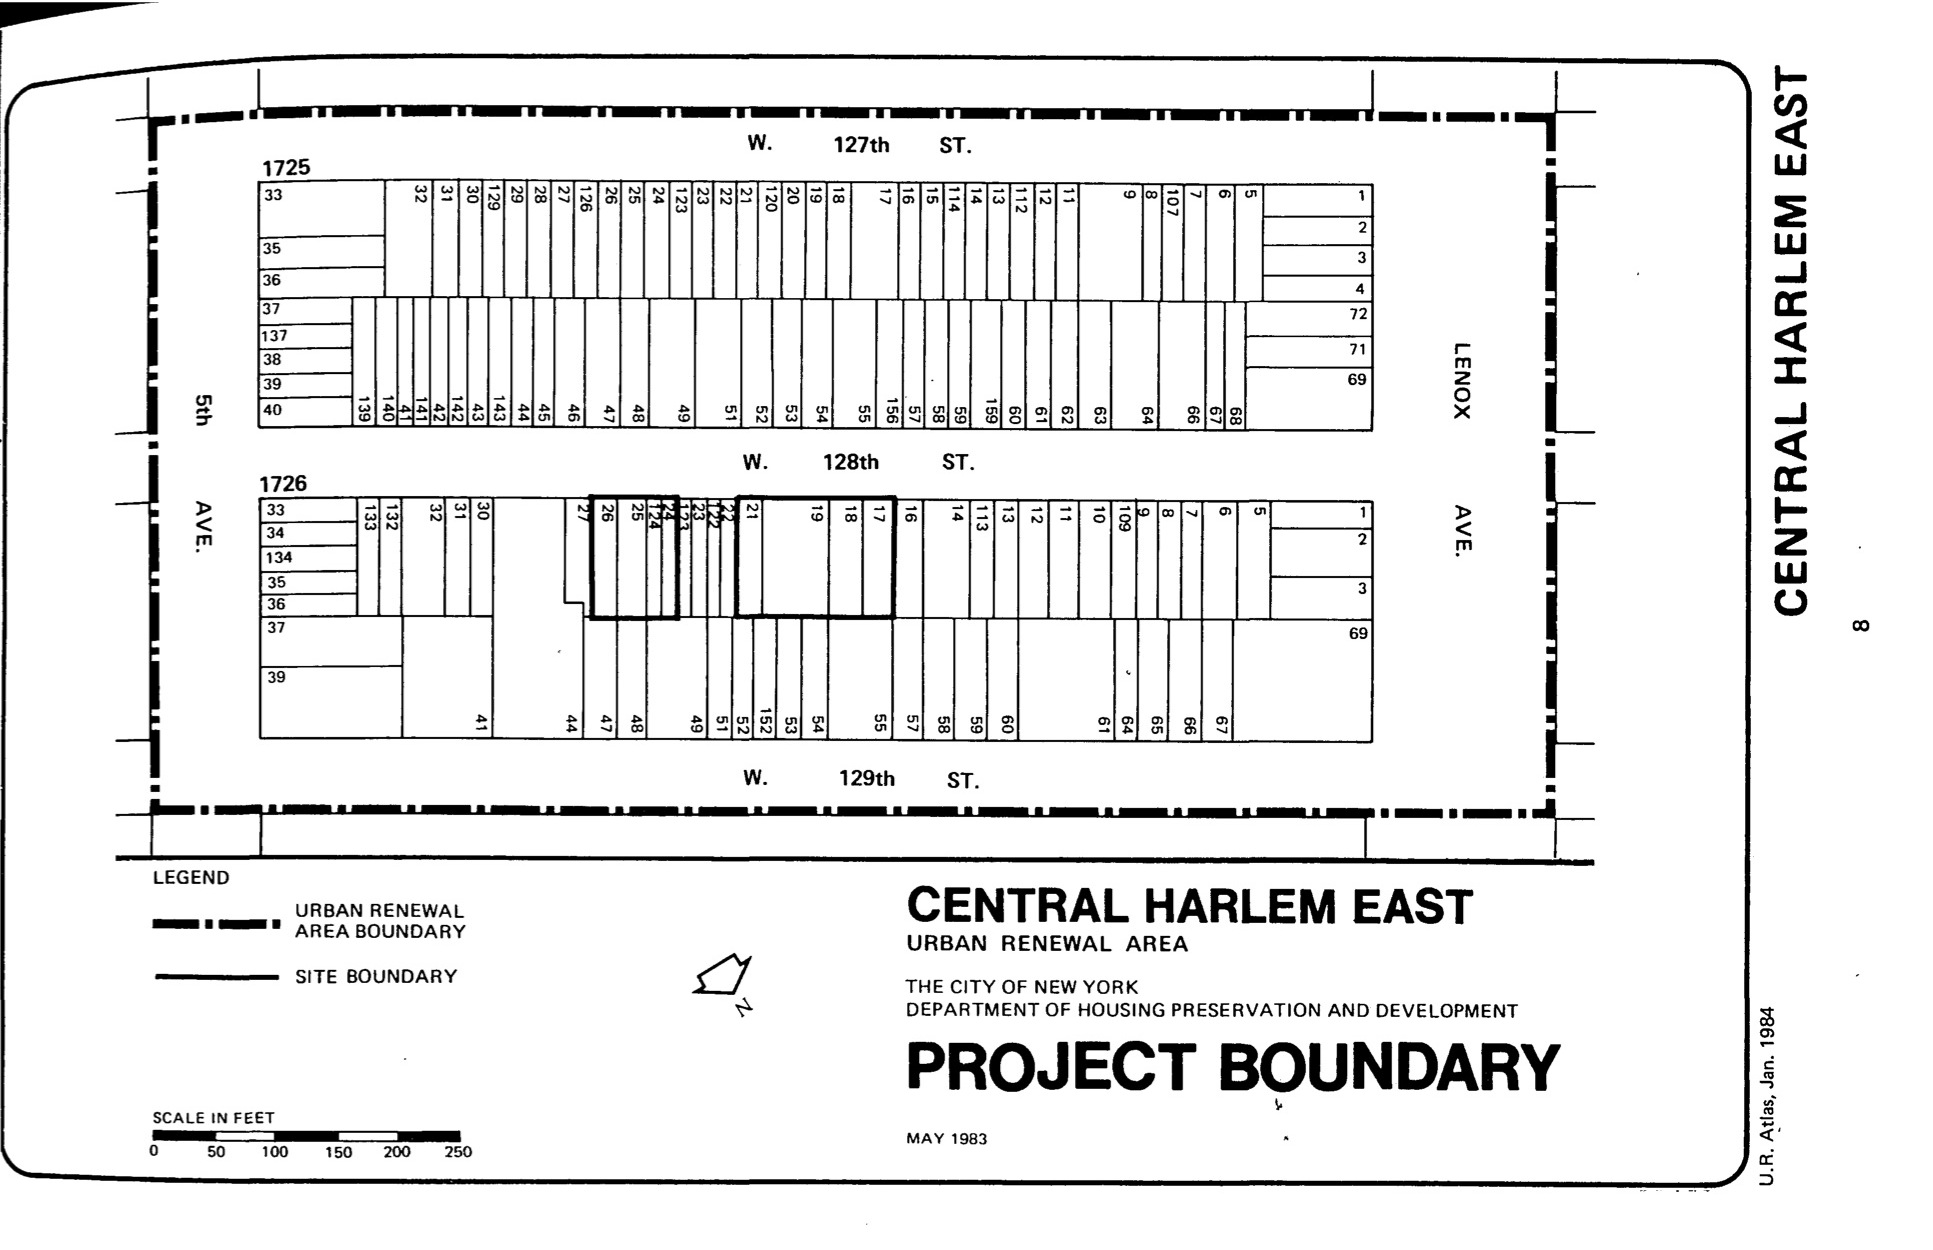 W. 127th ST.
1725
33 32 31 30 129 29 28 27 126 26 25 24 123 23 22 21 120 20 19 18 17 16 15 114 14 13 112 12 11 9 8 107 7 6 5 1
2
35
3
36
4
37
72
137
71
38
69
39
40 139 140 41 141 42 142 43 143 44 45 46 47 48 49 51 52 53 54 55 156 57 58 59 159 60 61 62 63 64 66 67 68
5th AVE.
LENOX AVE.
W. 128th ST.
1726
33 133 132 32 31 30 27 26 25 124 24 123 23 122 22 21 19 18 17 16 14 113 13 12 11 10 109 9 8 7 6 5 1
34
2
134
35
3
36
37
69
39
41 44 47 48 49 51 52 152 53 54 55 57 58 59 60 61 64 65 66 67
W. 129th ST.
LEGEND
URBAN RENEWAL
AREA BOUNDARY
SITE BOUNDARY
N
SCALE IN FEET
0 50 100 150 200 250
CENTRAL HARLEM EAST
URBAN RENEWAL AREA
THE CITY OF NEW YORK
DEPARTMENT OF HOUSING PRESERVATION AND DEVELOPMENT
PROJECT BOUNDARY
MAY 1983
CENTRAL HARLEM EAST
8
U.R. Atlas, Jan. 1984